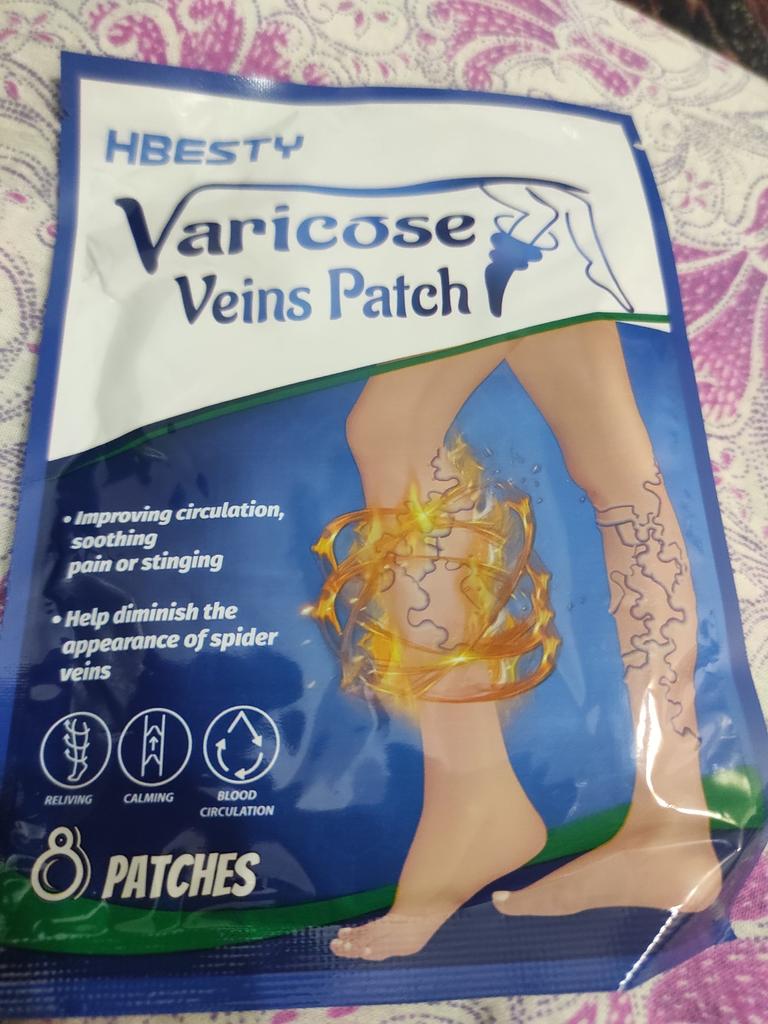 HBESTY
Varicose
Veins Patch
• Improving circulation,
soothing
pain or stinging
• Help diminish the
appearance of spider
veins
RELIVING
CALMING
BLOOD
CIRCULATION
8 PATCHES